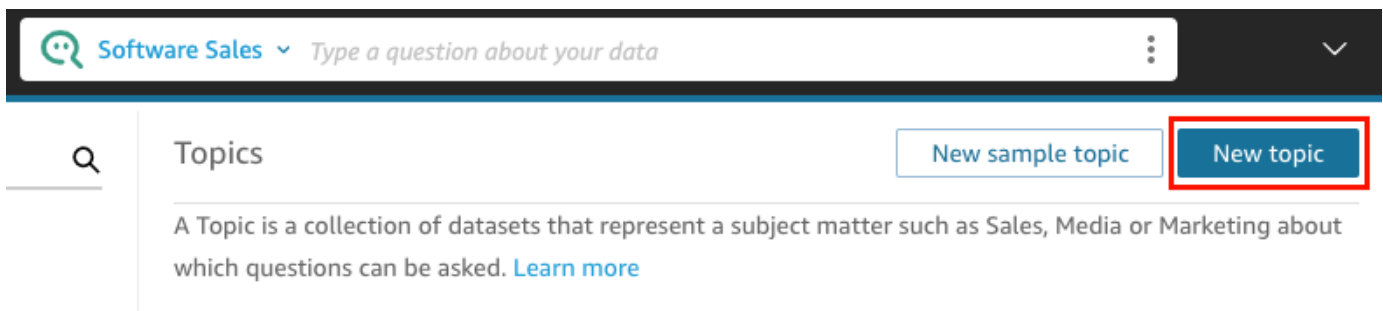 Software Sales Type a question about your data
Topics New sample topic New topic
A Topic is a collection of datasets that represent a subject matter such as Sales, Media or Marketing about
which questions can be asked. Learn more